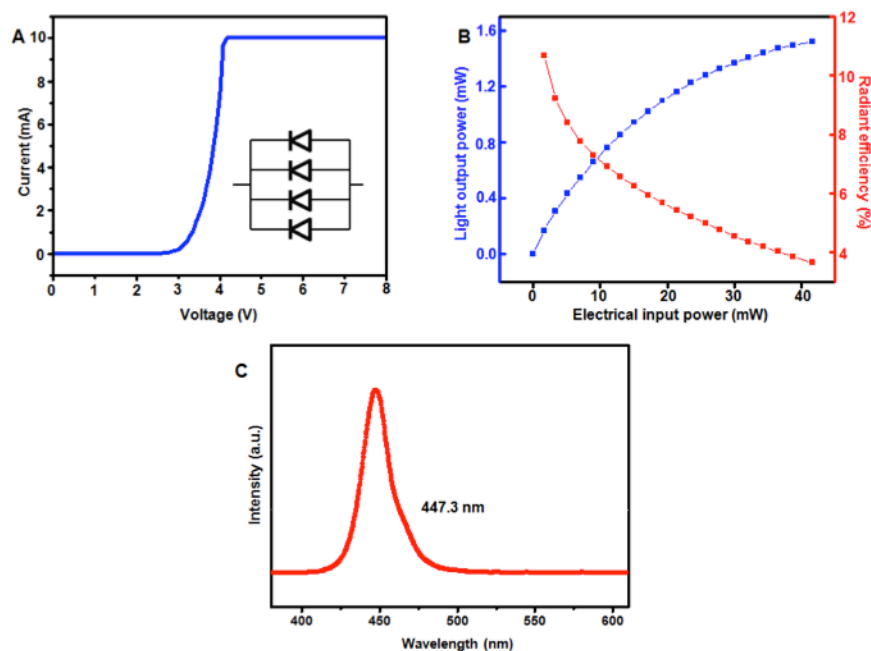 A
10
8
6
4
2
0
Current (mA)
0 1 2 3 4 5 6 7 8
Voltage (V)
B
1.6
1.2
0.8
0.4
0.0
Light output power (mW)
12
10
8
6
4
Radiant efficiency (%)
0 10 20 30 40
Electrical input power (mW)
C
447.3 nm
Intensity (a.u.)
400 450 500 550 600
Wavelength (nm)